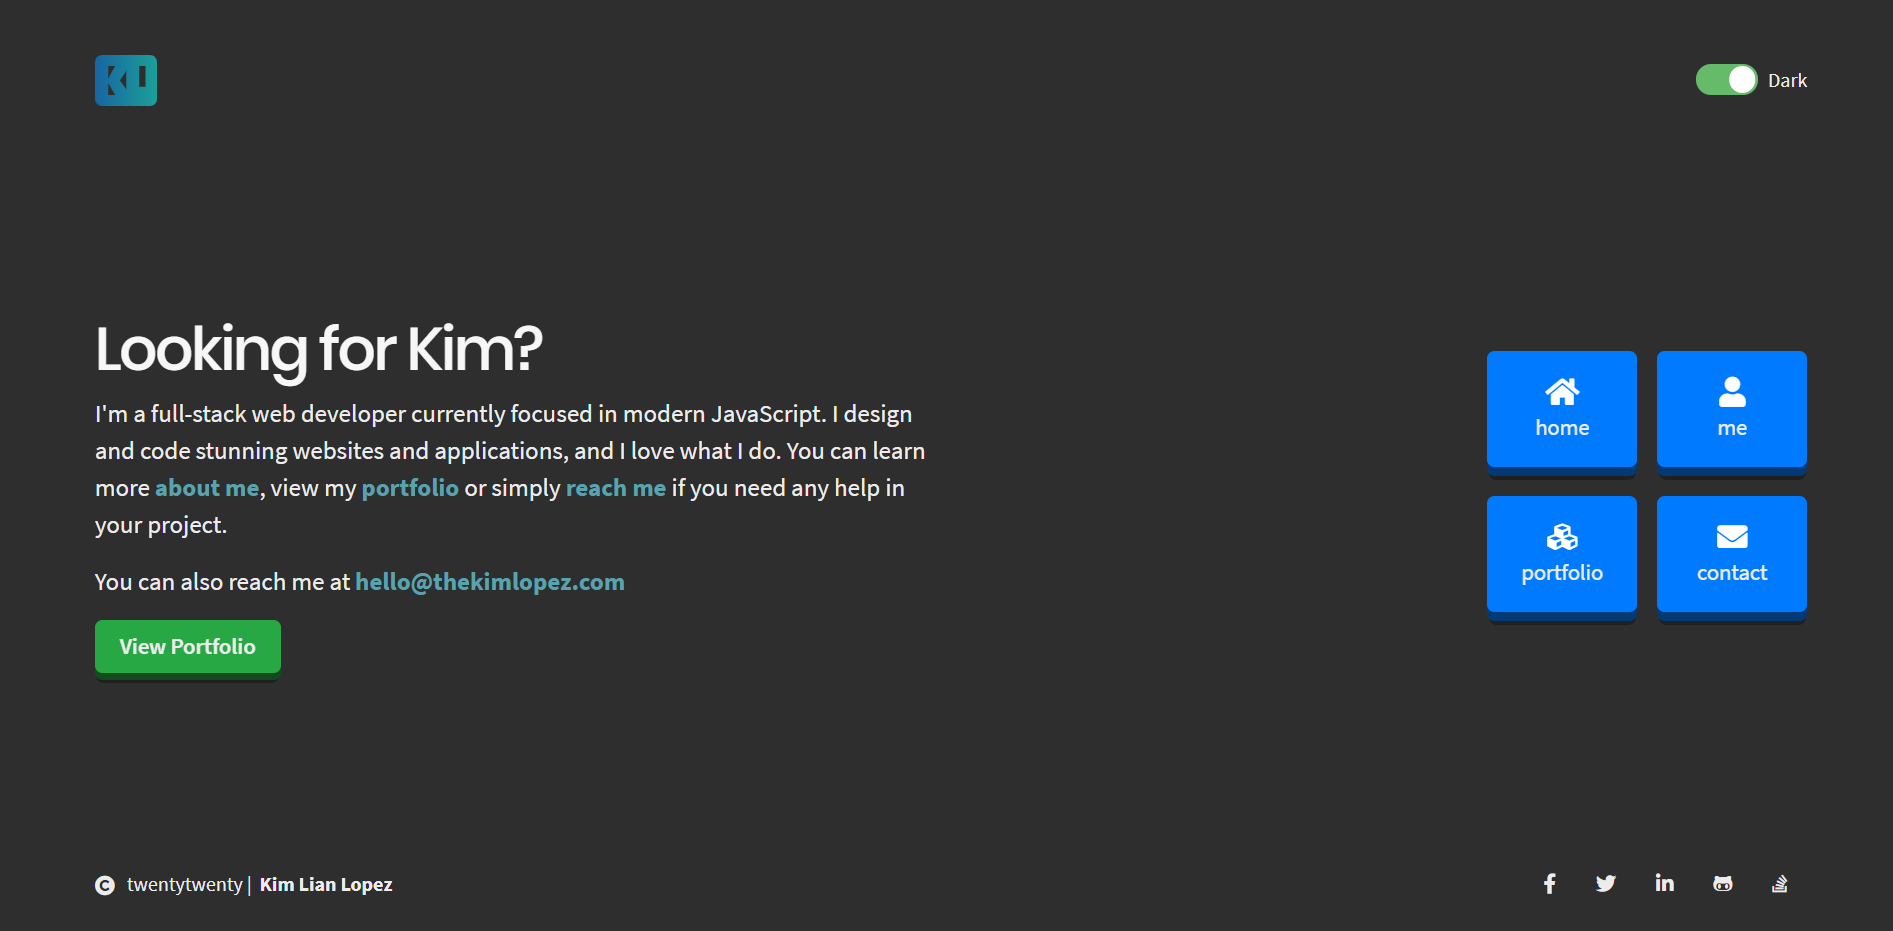 Dark
Looking for Kim?
I'm a full-stack web developer currently focused in modern JavaScript. I design
and code stunning websites and applications, and I love what I do. You can learn
more about me, view my portfolio or simply reach me if you need any help in
your project.
You can also reach me at hello@thekimlopez.com
View Portfolio
home
me
portfolio
contact
© twentytwenty | Kim Lian Lopez